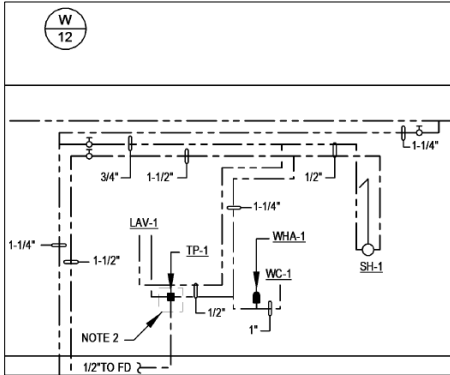 W
12
1-1/4"
3/4"
1-1/2"
1/2"
LAV-1
TP-1
1-1/4"
WHA-1
1-1/4"
WC-1
SH-1
1-1/2"
1/2"
NOTE 2
1"
1/2"TO FD